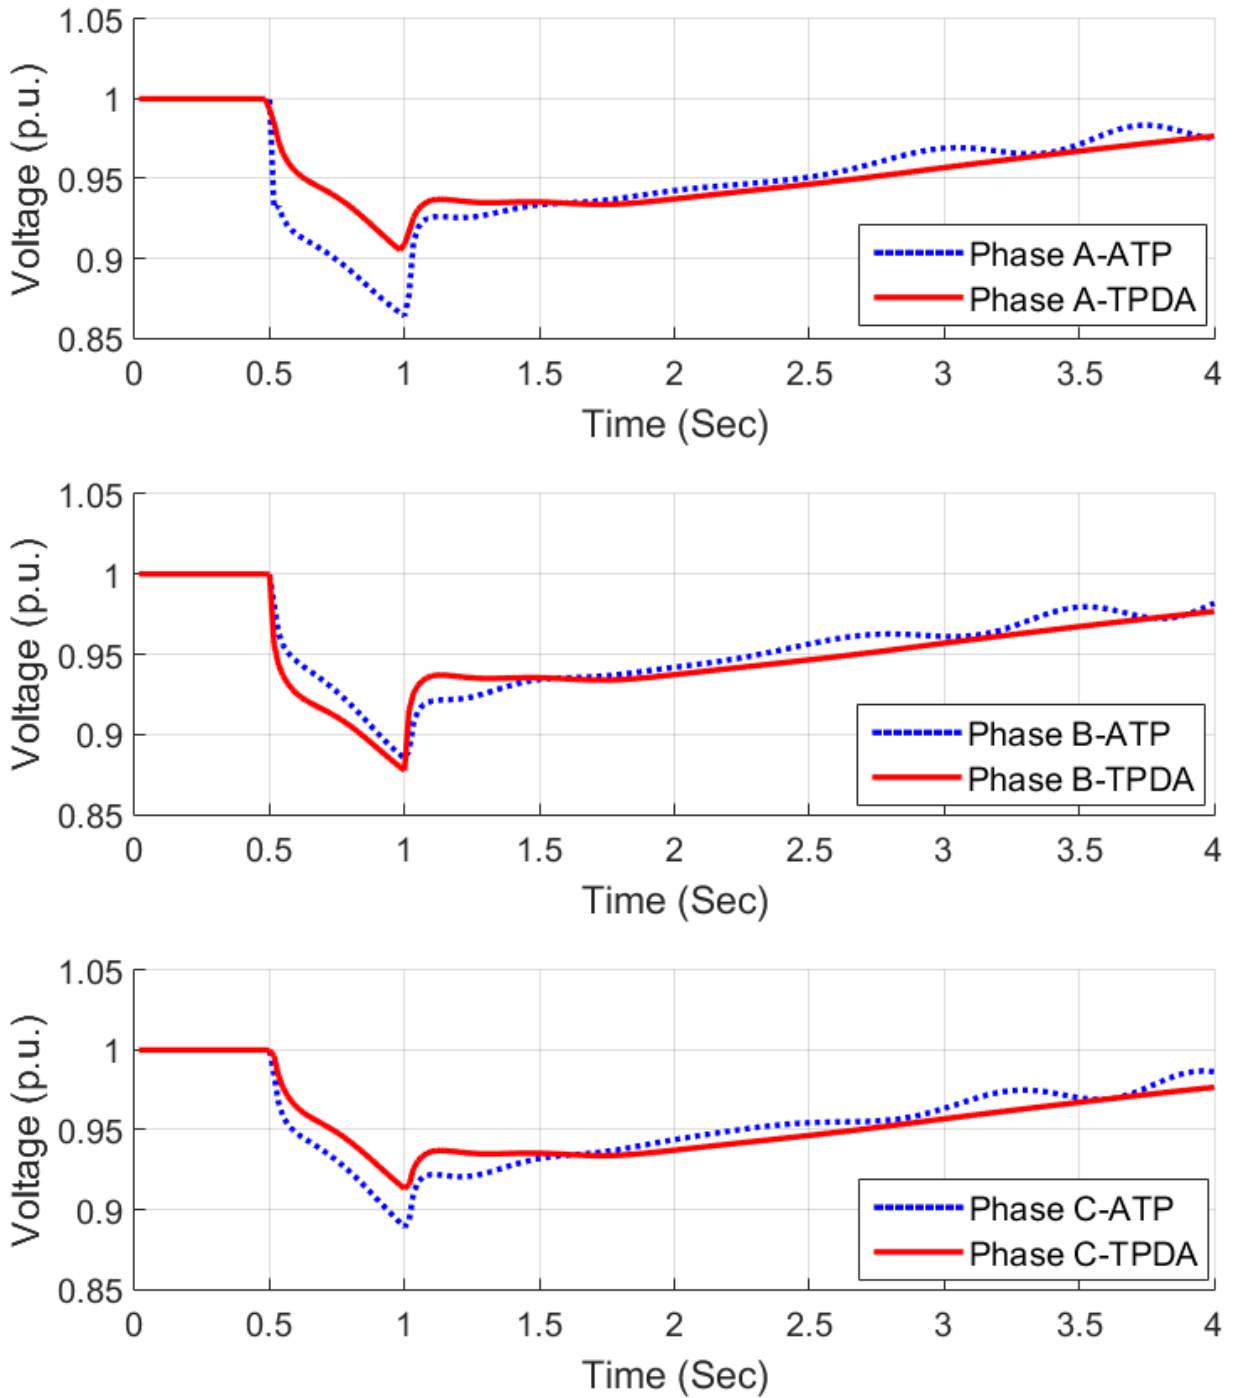 Voltage (p.u.)
1.05
1
0.95
0.9
0.85
Phase A-ATP
Phase A-TPDA
0 0.5 1 1.5 2 2.5 3 3.5 4
Time (Sec)
Voltage (p.u.)
1.05
1
0.95
0.9
0.85
Phase B-ATP
Phase B-TPDA
0 0.5 1 1.5 2 2.5 3 3.5 4
Time (Sec)
Voltage (p.u.)
1.05
1
0.95
0.9
0.85
Phase C-ATP
Phase C-TPDA
0 0.5 1 1.5 2 2.5 3 3.5 4
Time (Sec)